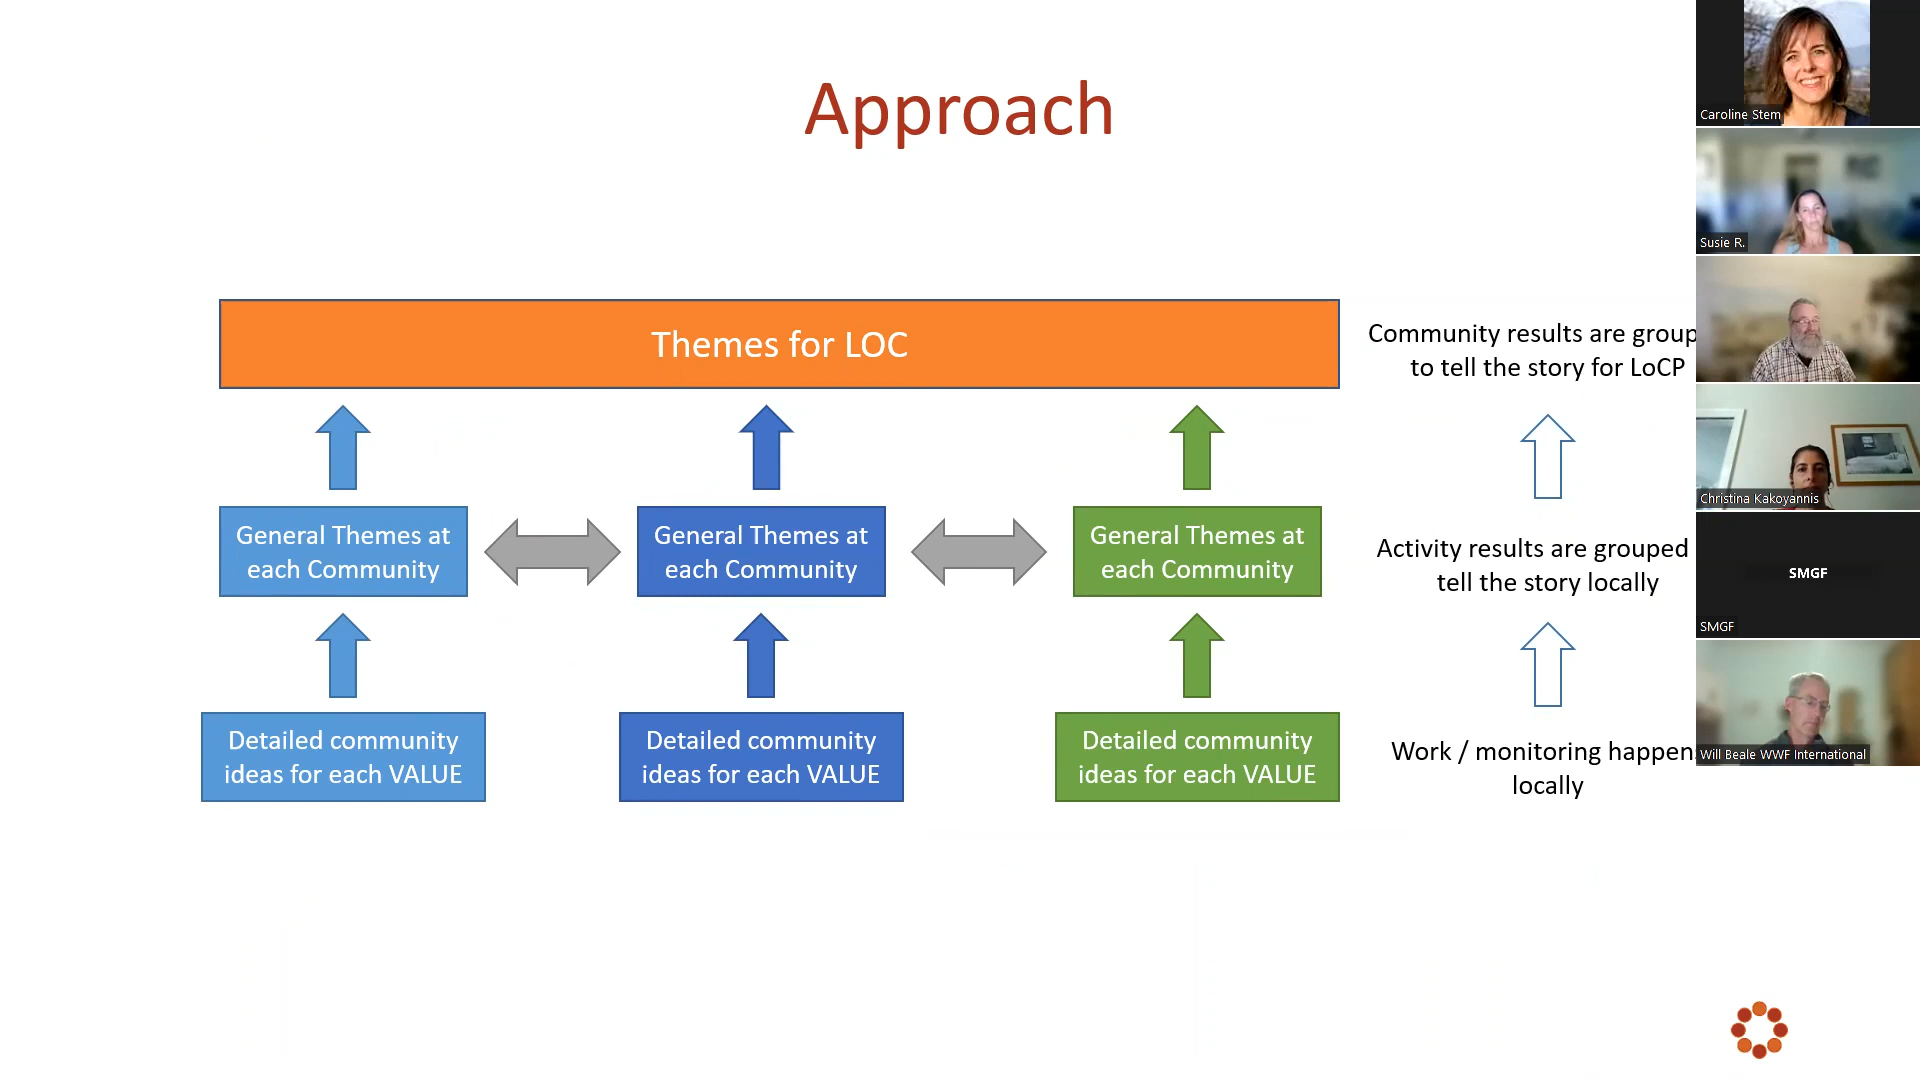 Approach
Themes for LOC
Community results are group
to tell the story for LoCP
General Themes at
each Community
General Themes at
each Community
General Themes at
each Community
Activity results are grouped
tell the story locally
Detailed community
ideas for each VALUE
Detailed community
ideas for each VALUE
Detailed community
ideas for each VALUE
Work / monitoring happen
locally
Caroline Stem
Susie R.
Christina Kakoyannis
SMGF
SMGF
Will Beale WWF International